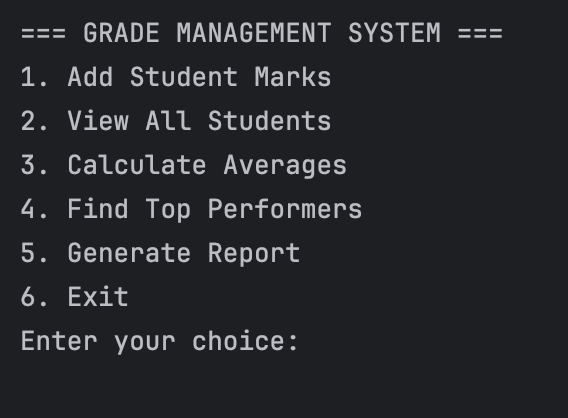 === GRADE MANAGEMENT SYSTEM ===
1. Add Student Marks
2. View All Students
3. Calculate Averages
4. Find Top Performers
5. Generate Report
6. Exit
Enter your choice: